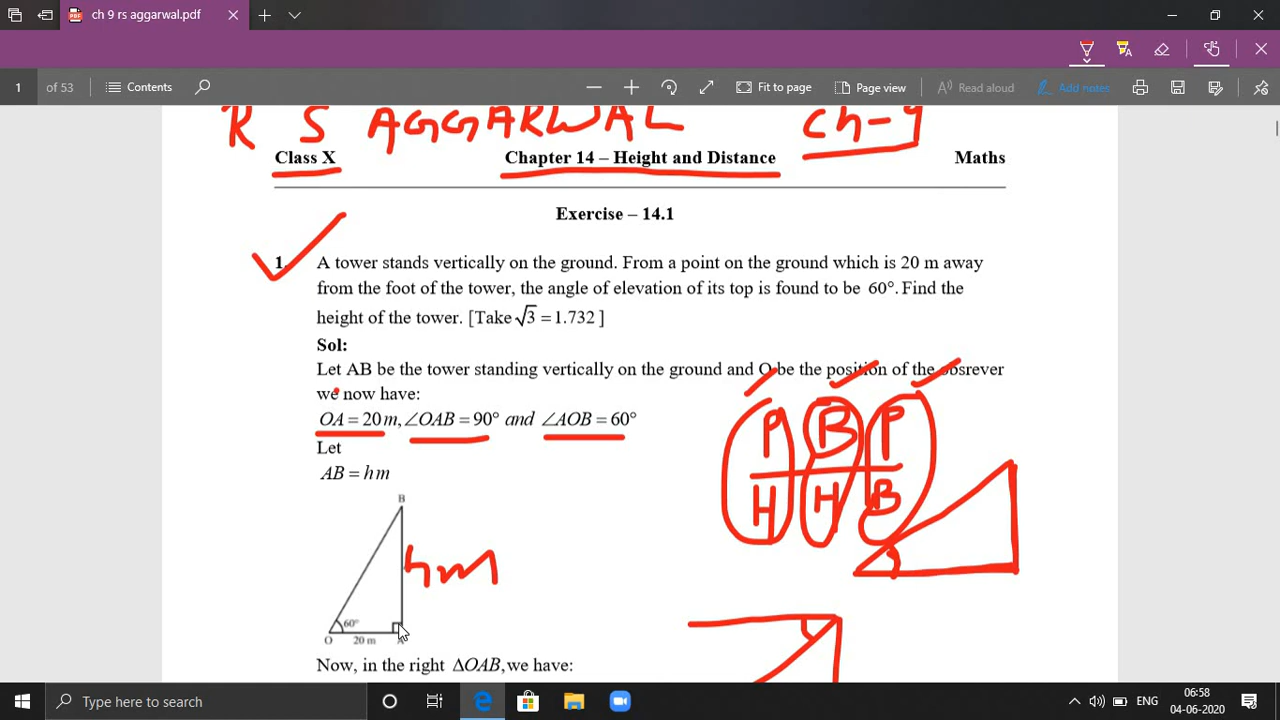 ch 9 rs aggarwal.pdf
1 of 53 Contents Fit to page Page view Read aloud Add notes
R S AGGARWAL Ch-9
Class X Chapter 14 – Height and Distance Maths
Exercise – 14.1
1. A tower stands vertically on the ground. From a point on the ground which is 20 m away
from the foot of the tower, the angle of elevation of its top is found to be 60°. Find the
height of the tower. [Take √3 = 1.732 ]
Sol:
Let AB be the tower standing vertically on the ground and O be the position of the obsrever
we now have:
OA = 20m, ∠OAB = 90° and ∠AOB = 60°
Let
AB = hm
P B P
H H B
B
hm
60°
O 20 m A
Now, in the right ΔOAB, we have:
Type here to search ENG 06:58
04-06-2020